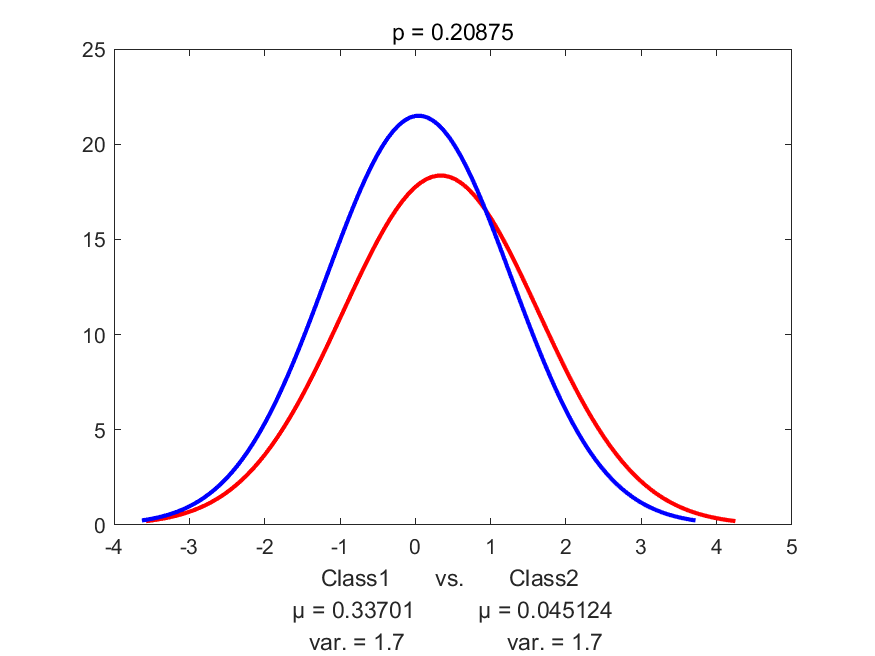 p = 0.20875
25
20
15
10
5
0
-4 -3 -2 -1 0 1 2 3 4 5
Class1 vs. Class2
μ = 0.33701 μ = 0.045124
var. = 1.7 var. = 1.7